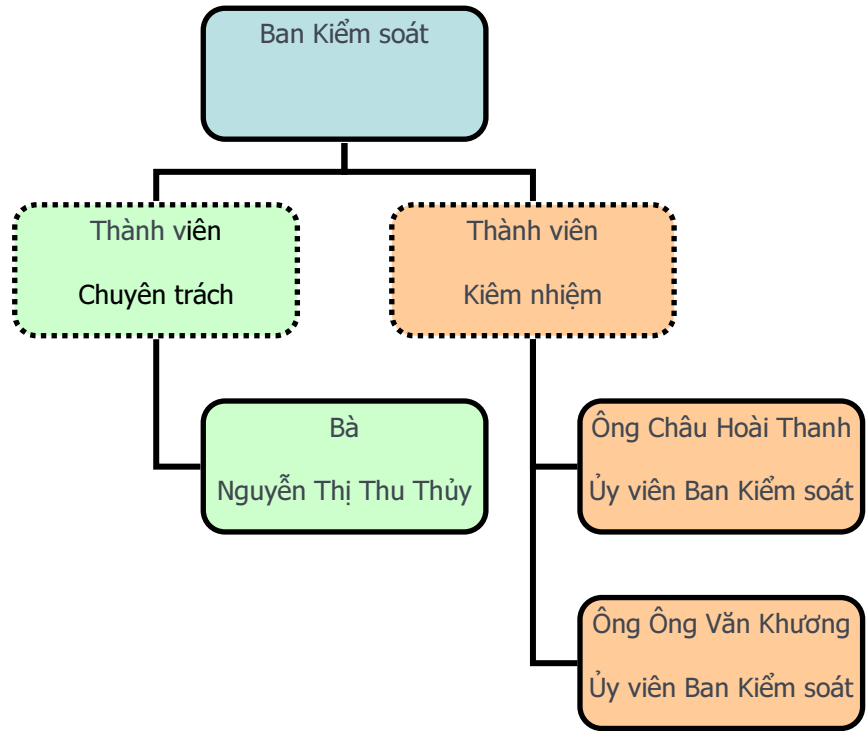 Ban Kiểm soát
Thành viên
Chuyên trách
Thành viên
Kiêm nhiệm
Bà
Nguyễn Thị Thu Thủy
Ông Châu Hoài Thanh
Ủy viên Ban Kiểm soát
Ông Ông Văn Khương
Ủy viên Ban Kiểm soát